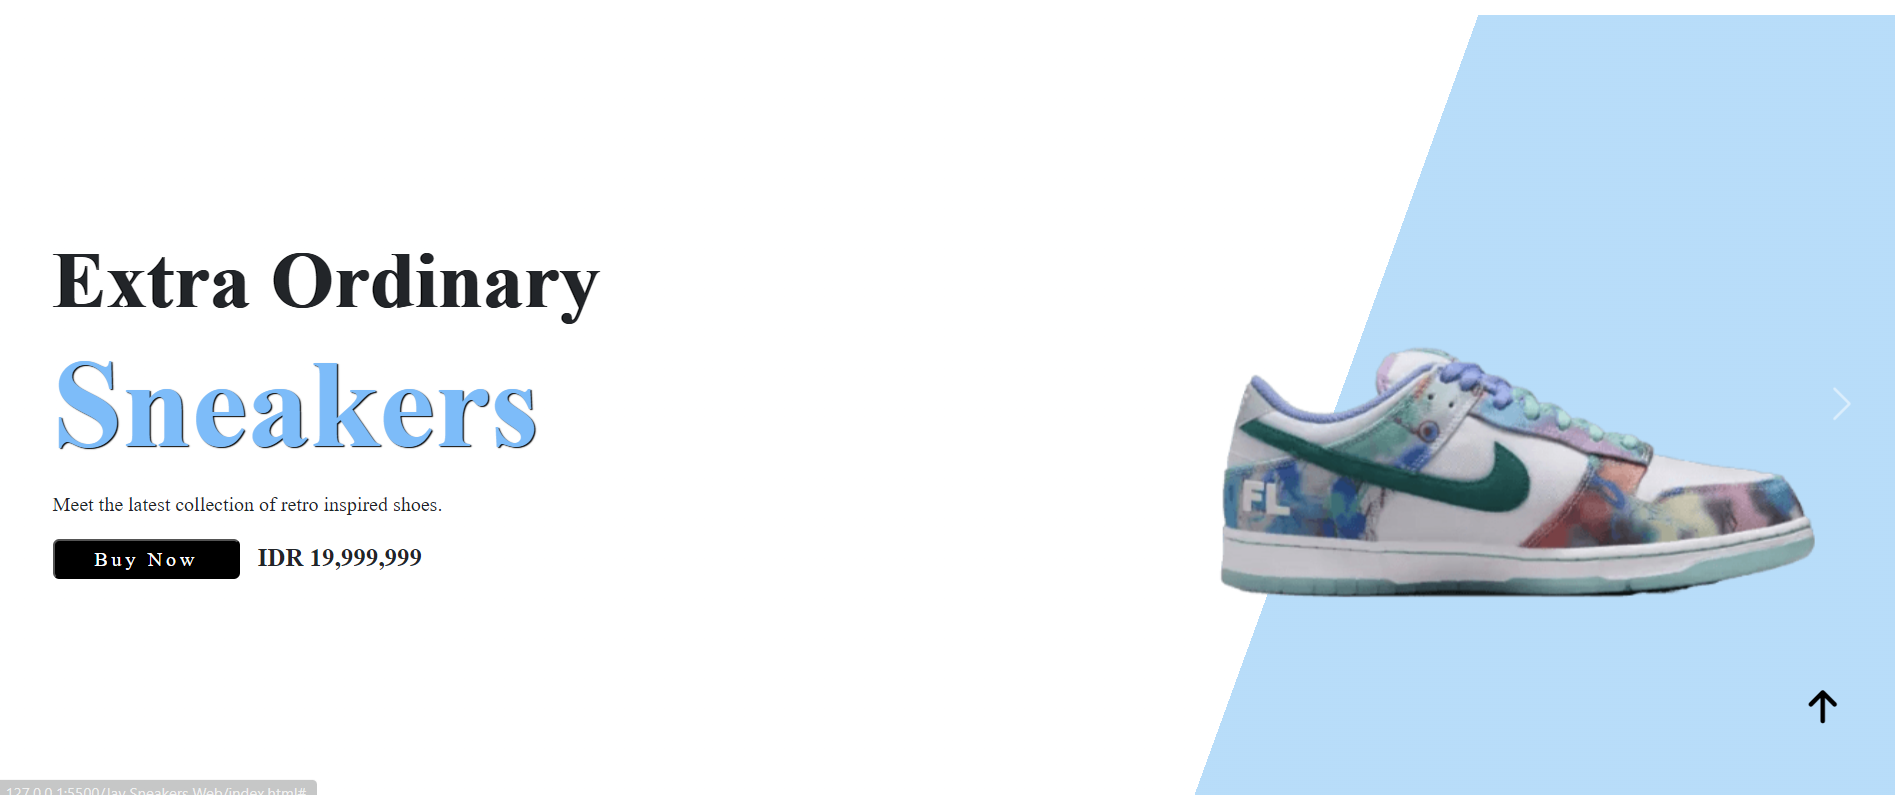 Extra Ordinary
Sneakers
Meet the latest collection of retro inspired shoes.
Buy Now IDR 19,999,999
FL
127.0.0.1:5500/Jay Sneakers Web/index.html#